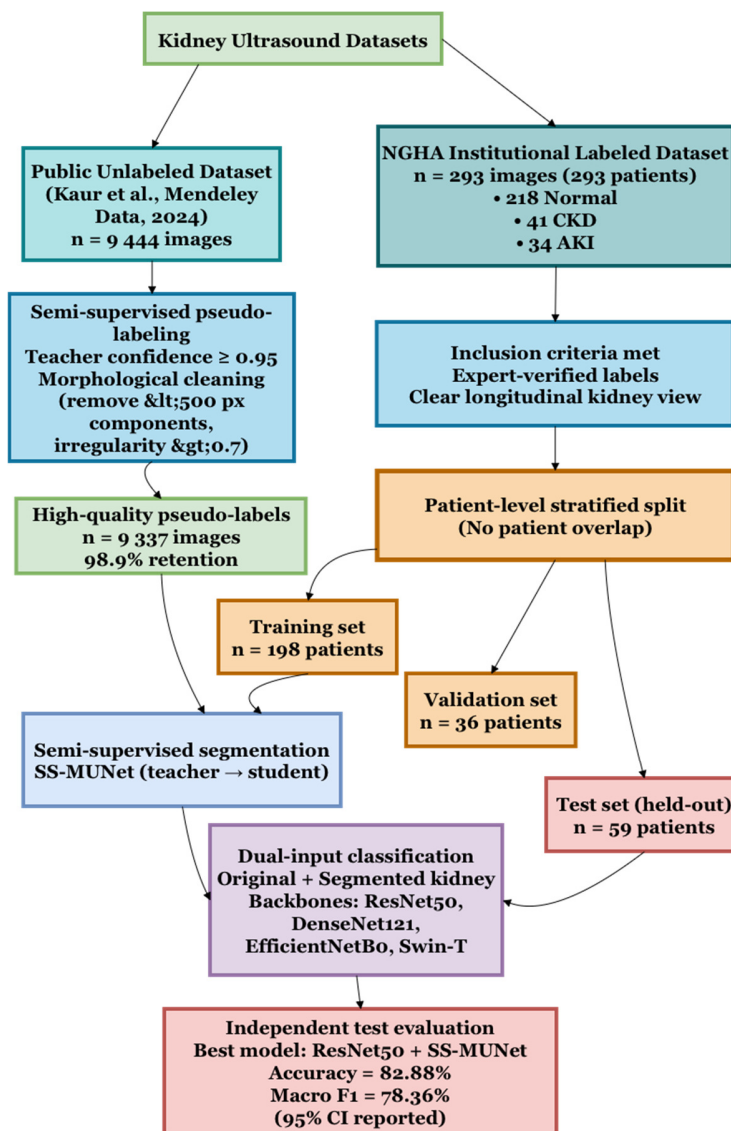 Kidney Ultrasound Datasets
Public Unlabeled Dataset
(Kaur et al., Mendeley
Data, 2024)
n = 9 444 images
NGHA Institutional Labeled Dataset
n = 293 images (293 patients)
• 218 Normal
• 41 CKD
• 34 AKI
Semi-supervised pseudo-
labeling
Teacher confidence ≥ 0.95
Morphological cleaning
(remove &lt;500 px
components,
irregularity &gt;0.7)
Inclusion criteria met
Expert-verified labels
Clear longitudinal kidney view
High-quality pseudo-labels
n = 9 337 images
98.9% retention
Patient-level stratified split
(No patient overlap)
Training set
n = 198 patients
Validation set
n = 36 patients
Semi-supervised segmentation
SS-MUNet (teacher → student)
Test set (held-out)
n = 59 patients
Dual-input classification
Original + Segmented kidney
Backbones: ResNet50,
DenseNet121,
EfficientNetB0, Swin-T
Independent test evaluation
Best model: ResNet50 + SS-MUNet
Accuracy = 82.88%
Macro F1 = 78.36%
(95% CI reported)